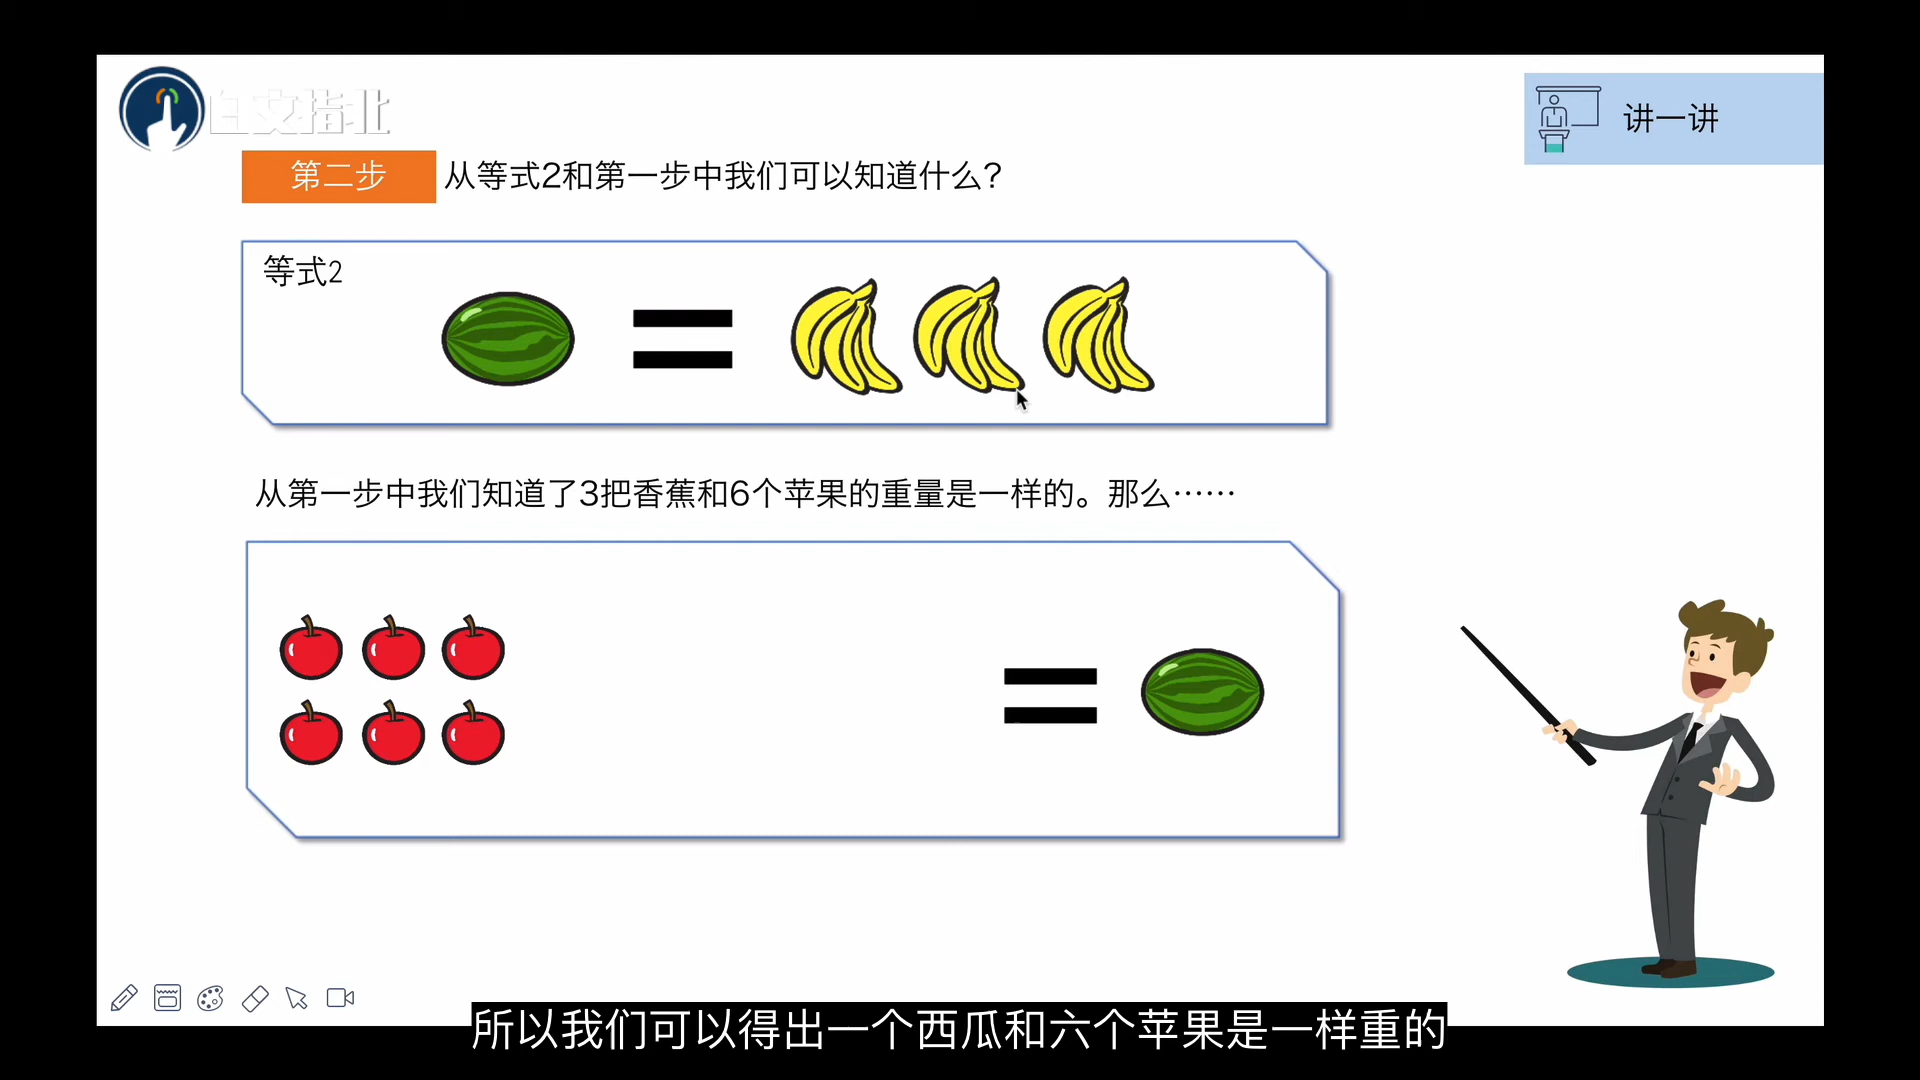 白文指北
讲一讲
第二步 从等式2和第一步中我们可以知道什么？
等式2
从第一步中我们知道了3把香蕉和6个苹果的重量是一样的。那么……
所以我们可以得出一个西瓜和六个苹果是一样重的